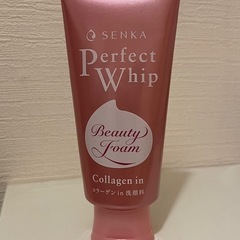 SENKA
Perfect
Whip
Beauty
Foam
Collagen in
コラーゲン in 洗顔料